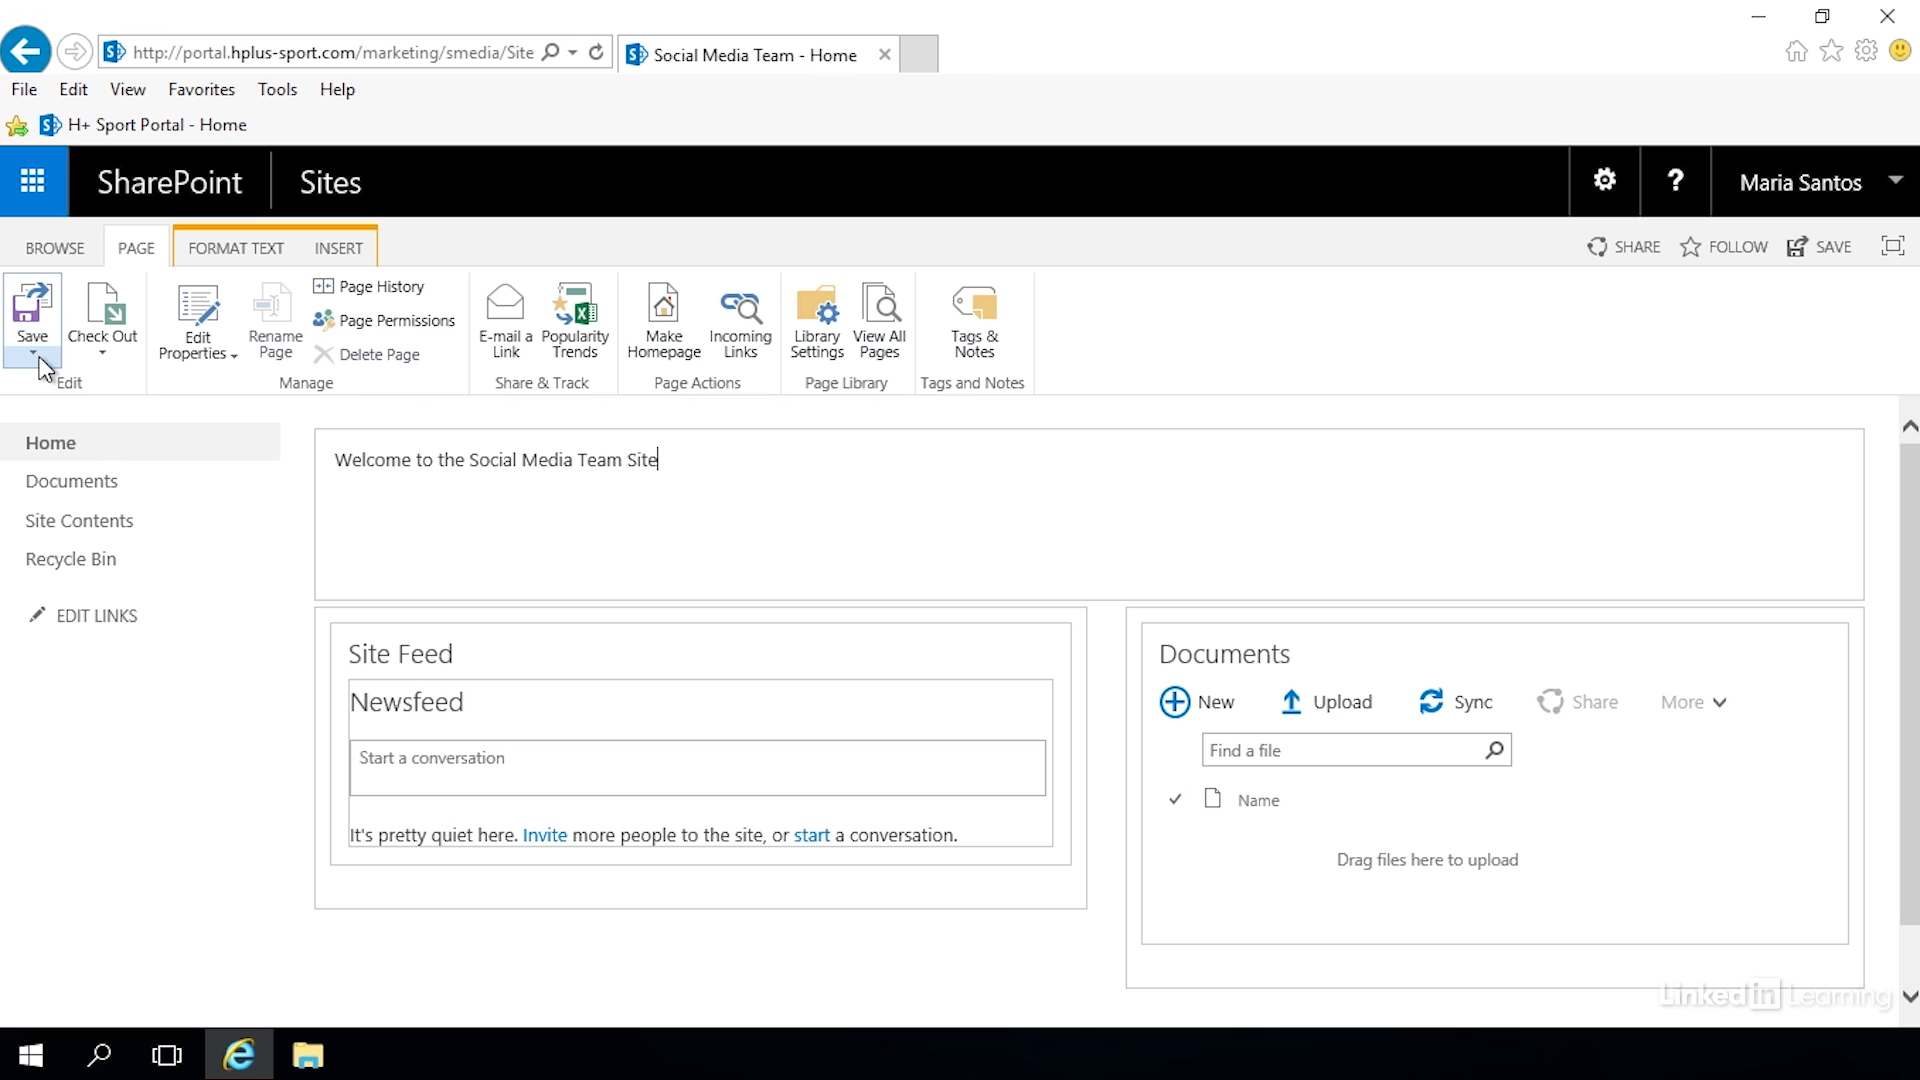 http://portal.hplus-sport.com/marketing/smedia/Site
Social Media Team - Home
File Edit View Favorites Tools Help
H+ Sport Portal - Home
SharePoint Sites
? Maria Santos
BROWSE PAGE FORMAT TEXT INSERT
SHARE FOLLOW SAVE
Save
Check Out
Edit
Edit
Properties
Rename
Page
Page History
Page Permissions
Delete Page
Manage
E-mail a
Link
Popularity
Trends
Share & Track
Make
Homepage
Incoming
Links
Page Actions
Library
Settings
View All
Pages
Page Library
Tags &
Notes
Tags and Notes
Home
Documents
Site Contents
Recycle Bin
EDIT LINKS
Welcome to the Social Media Team Site
Site Feed
Newsfeed
Start a conversation
It's pretty quiet here. Invite more people to the site, or start a conversation.
Documents
New Upload Sync Share More
Find a file
Name
Drag files here to upload
Linked in Learning